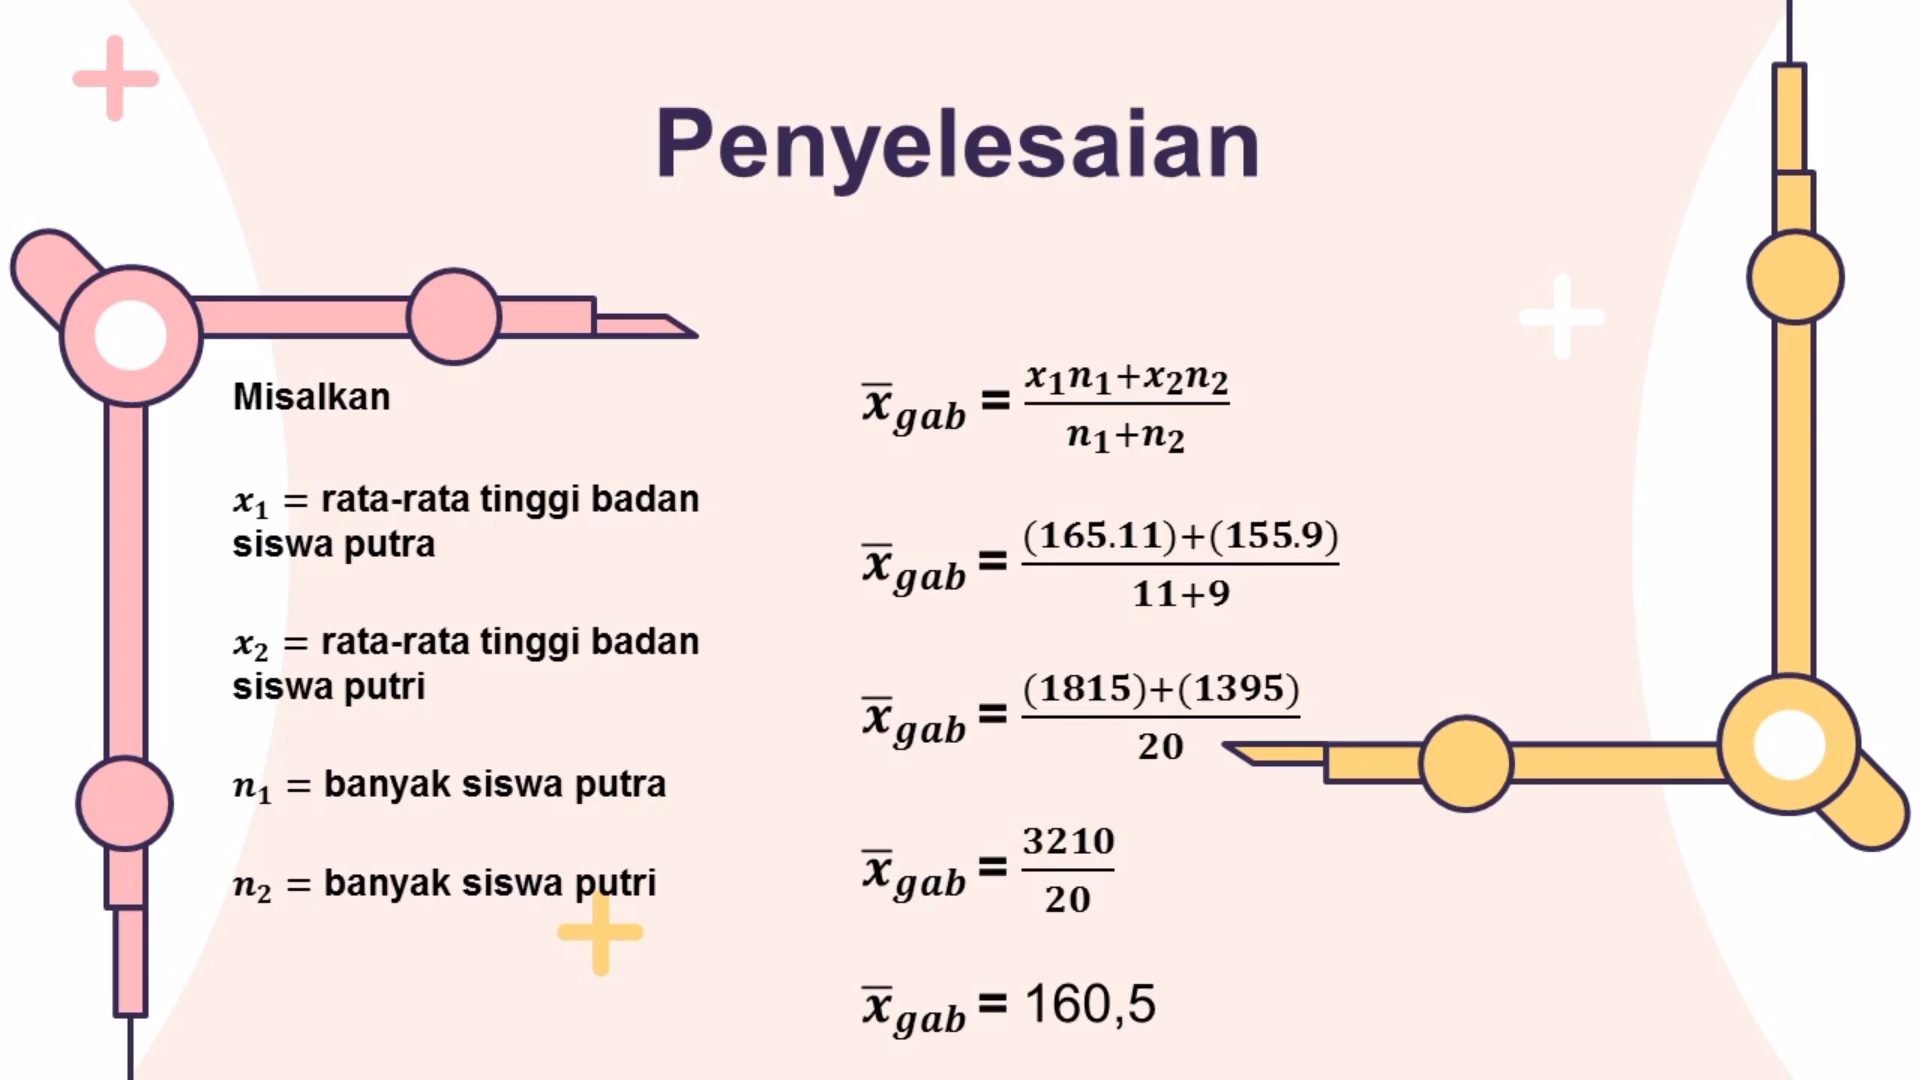 Penyelesaian
Misalkan
x₁ = rata-rata tinggi badan
siswa putra
x₂ = rata-rata tinggi badan
siswa putri
n₁ = banyak siswa putra
n₂ = banyak siswa putri
x̅gab = x₁n₁+x₂n₂ / n₁+n₂
x̅gab = (165.11)+(155.9) / 11+9
x̅gab = (1815)+(1395) / 20
x̅gab = 3210 / 20
x̅gab = 160,5